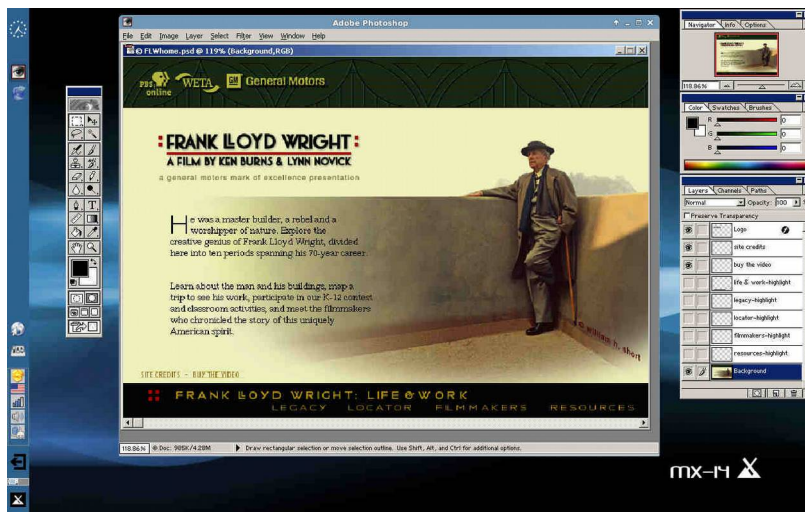 Adobe Photoshop
File Edit Image Layer Select Filter View Window Help
© FLWhome.psd @ 119% (Background,RGB)
PBS online WETA GM General Motors
FRANK LLOYD WRIGHT:
A FILM BY KEN BURNS & LYNN NOVICK
a general motors mark of excellence presentation
He was a master builder, a rebel and a
worshipper of nature. Explore the
creative genius of Frank Lloyd Wright, divided
here into ten periods spanning his 70-year career.
Learn about the man and his buildings, map a
trip to see his work, participate in our K-12 contest
and classroom activities, and meet the filmmakers
who chronicled the story of this uniquely
American spirit.
© william h. short
SITE CREDITS - BUY THE VIDEO
FRANK LLOYD WRIGHT: LIFE & WORK
LEGACY LOCATOR FILMMAKERS RESOURCES
118.86% Doc: 985K/4.28M Draw rectangular selection or move selection outline. Use Shift, Alt, and Ctrl for additional options.
Navigator Info Options
118.86%
Color Swatches Brushes
R 0
G 0
B 0
Layers Channels Paths
Normal Opacity: 100 %
Preserve Transparency
Logo
site credits
buy the video
life & work-highlight
legacy-highlight
locator-highlight
filmmakers-highlight
ressources-highlight
Background
mx-14